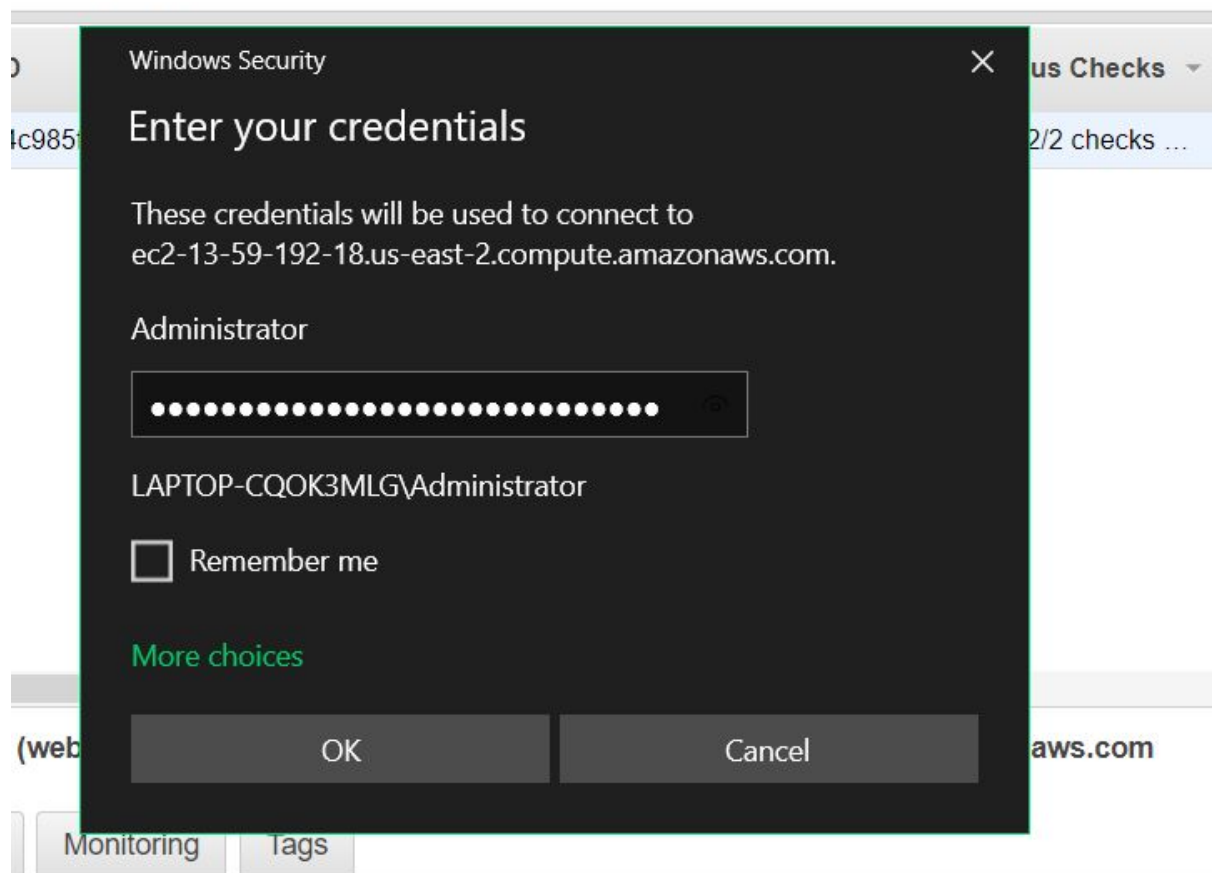 Windows Security
us Checks
Enter your credentials
4c985
2/2 checks ...
These credentials will be used to connect to
ec2-13-59-192-18.us-east-2.compute.amazonaws.com.
Administrator
●●●●●●●●●●●●●●●●●●●●●●●●●●●●●
LAPTOP-CQOK3MLG\Administrator
Remember me
More choices
OK
Cancel
(web
aws.com
Monitoring
Tags